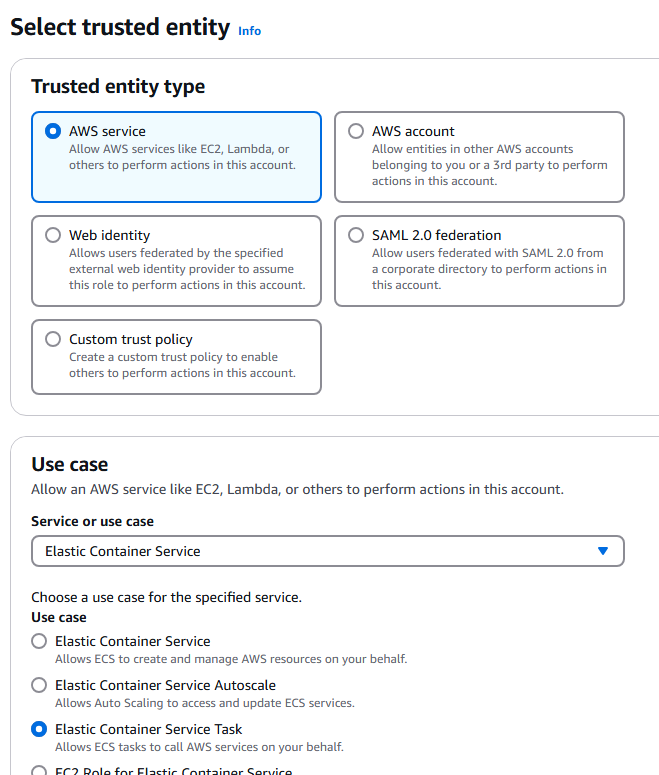 Select trusted entity Info
Trusted entity type
AWS service
Allow AWS services like EC2, Lambda, or
others to perform actions in this account.
AWS account
Allow entities in other AWS accounts
belonging to you or a 3rd party to perform
actions in this account.
Web identity
Allows users federated by the specified
external web identity provider to assume
this role to perform actions in this account.
SAML 2.0 federation
Allow users federated with SAML 2.0 from
a corporate directory to perform actions in
this account.
Custom trust policy
Create a custom trust policy to enable
others to perform actions in this account.
Use case
Allow an AWS service like EC2, Lambda, or others to perform actions in this account.
Service or use case
Elastic Container Service
Choose a use case for the specified service.
Use case
Elastic Container Service
Allows ECS to create and manage AWS resources on your behalf.
Elastic Container Service Autoscale
Allows Auto Scaling to access and update ECS services.
Elastic Container Service Task
Allows ECS tasks to call AWS services on your behalf.
EC2 Role for Elastic Container Service